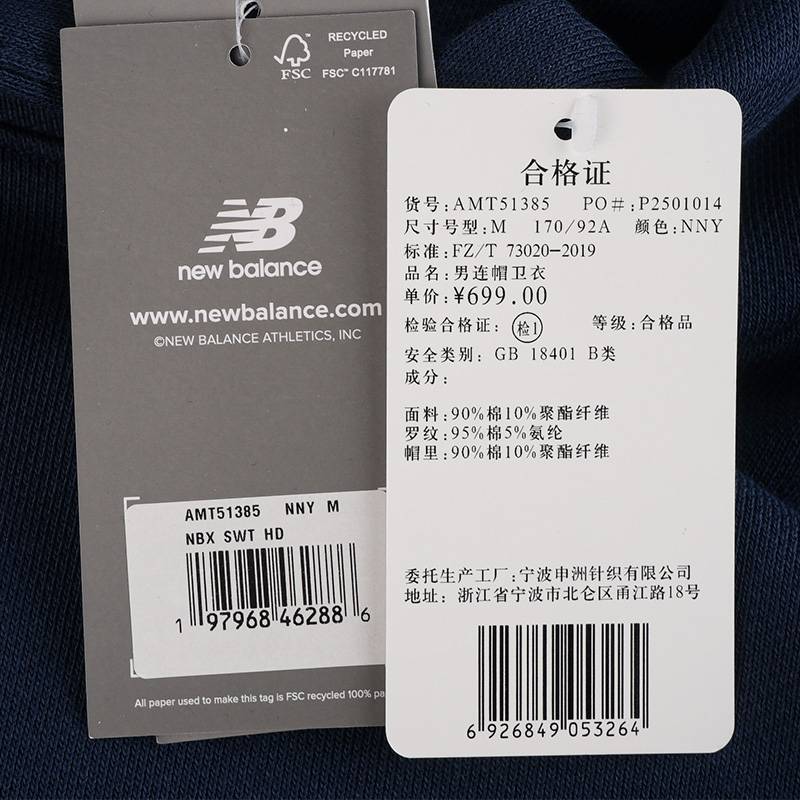 RECYCLED
Paper
FSC™ C117781
FSC
NB
new balance
www.newbalance.com
©NEW BALANCE ATHLETICS, INC
AMT51385 NNY M
NBX SWT HD
1 97968 46288 6
All paper used to make this tag is FSC recycled 100% pa
合格证
货号:AMT51385 PO#:P2501014
尺寸号型:M 170/92A 颜色:NNY
标准:FZ/T 73020-2019
品名:男连帽卫衣
单价:¥699.00
检验合格证: 检1 等级:合格品
安全类别: GB 18401 B类
成分:
面料:90%棉10%聚酯纤维
罗纹:95%棉5%氨纶
帽里:90%棉10%聚酯纤维
委托生产工厂:宁波申洲针织有限公司
地址: 浙江省宁波市北仑区甬江路18号
6 926849 053264